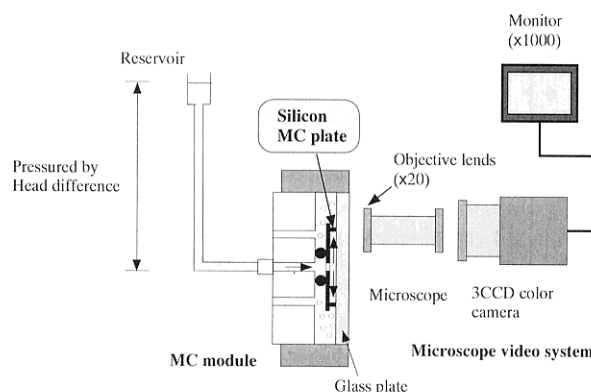 Monitor
(x1000)
Reservoir
Silicon
MC plate
Objective lends
(x20)
Pressured by
Head difference
Microscope
3CCD color
camera
MC module
Microscope video system
Glass plate